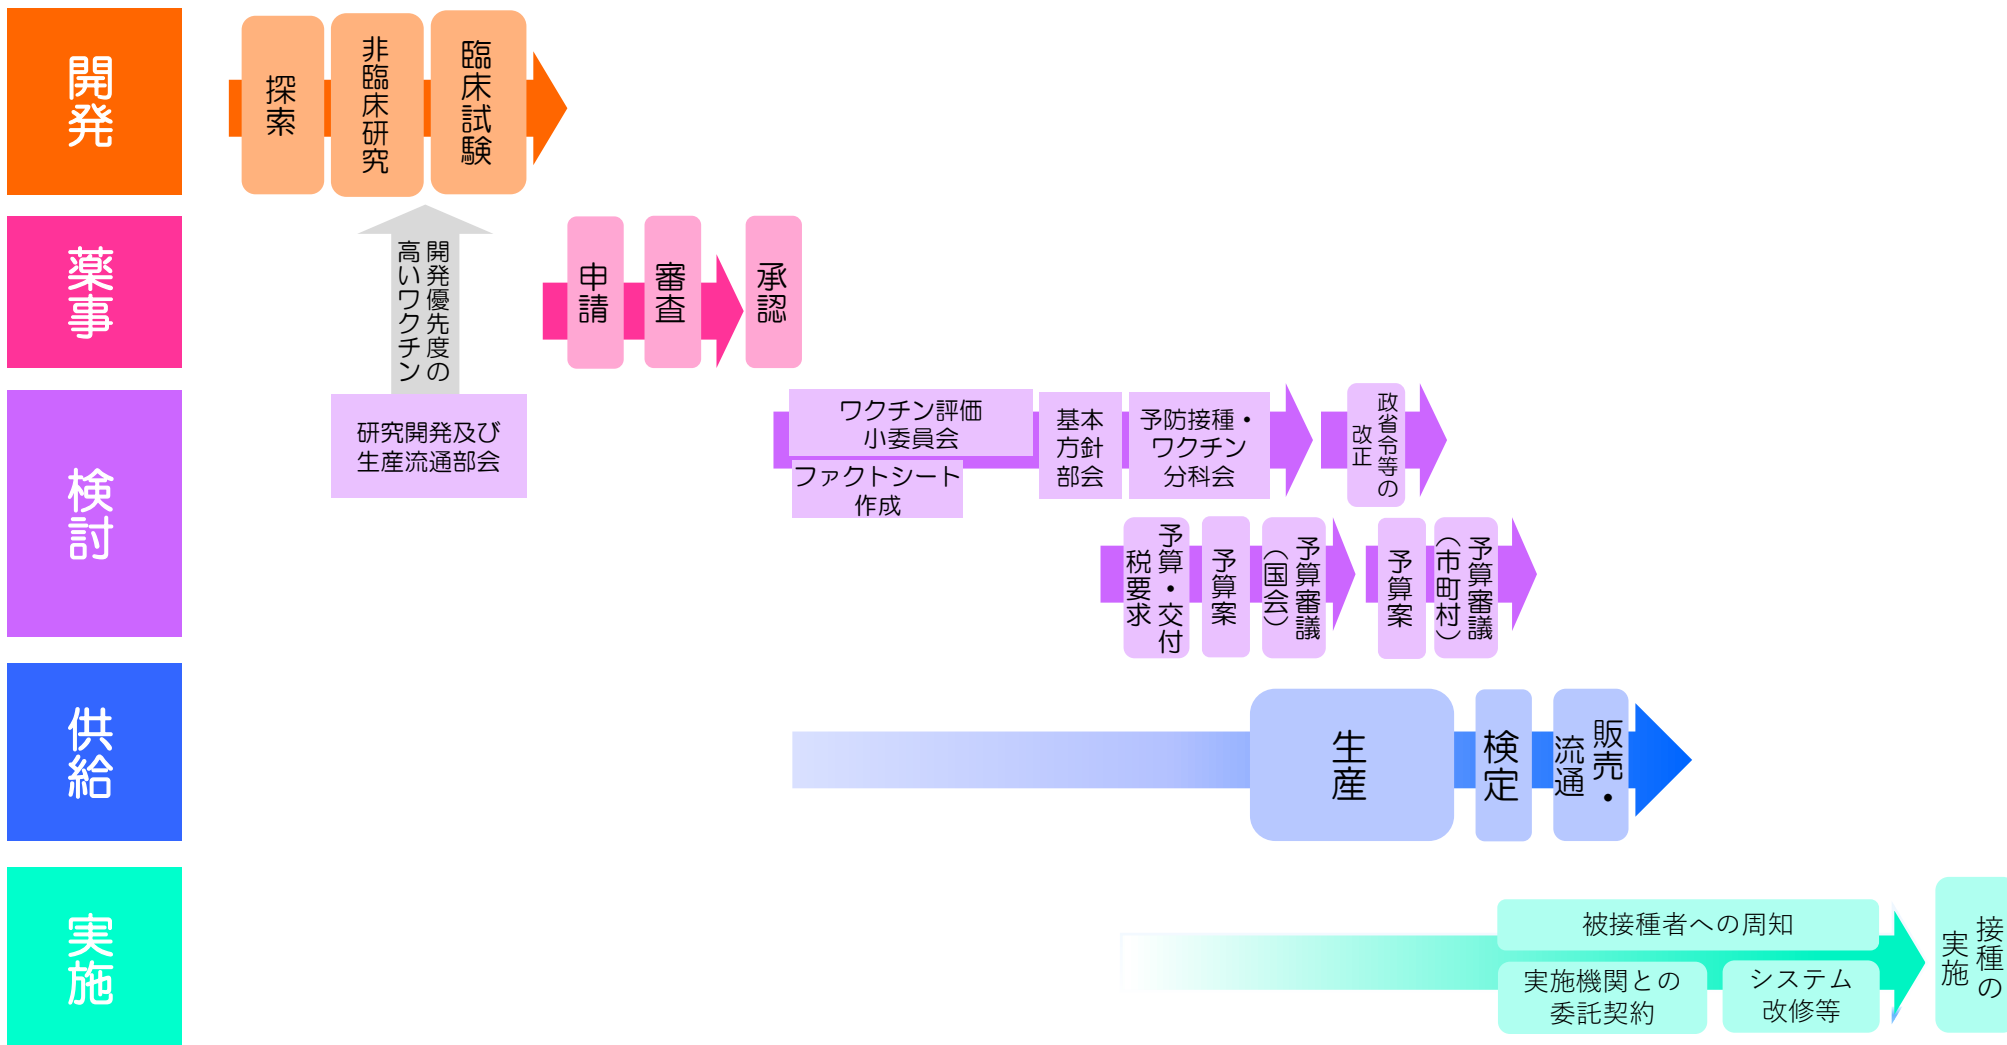 開発
探索
非臨床研究
臨床試験
薬事
開発優先度の
高いワクチン
申請
審査
承認
検討
研究開発及び
生産流通部会
ワクチン評価
小委員会
ファクトシート
作成
基本
方針
部会
予防接種・
ワクチン
分科会
政省令等の
改正
予算・交付
税要求
予算案
予算審議
（国会）
予算案
予算審議
（市町村）
供給
生産
検定
販売・
流通
実施
被接種者への周知
実施機関との
委託契約
システム
改修等
接種の
実施